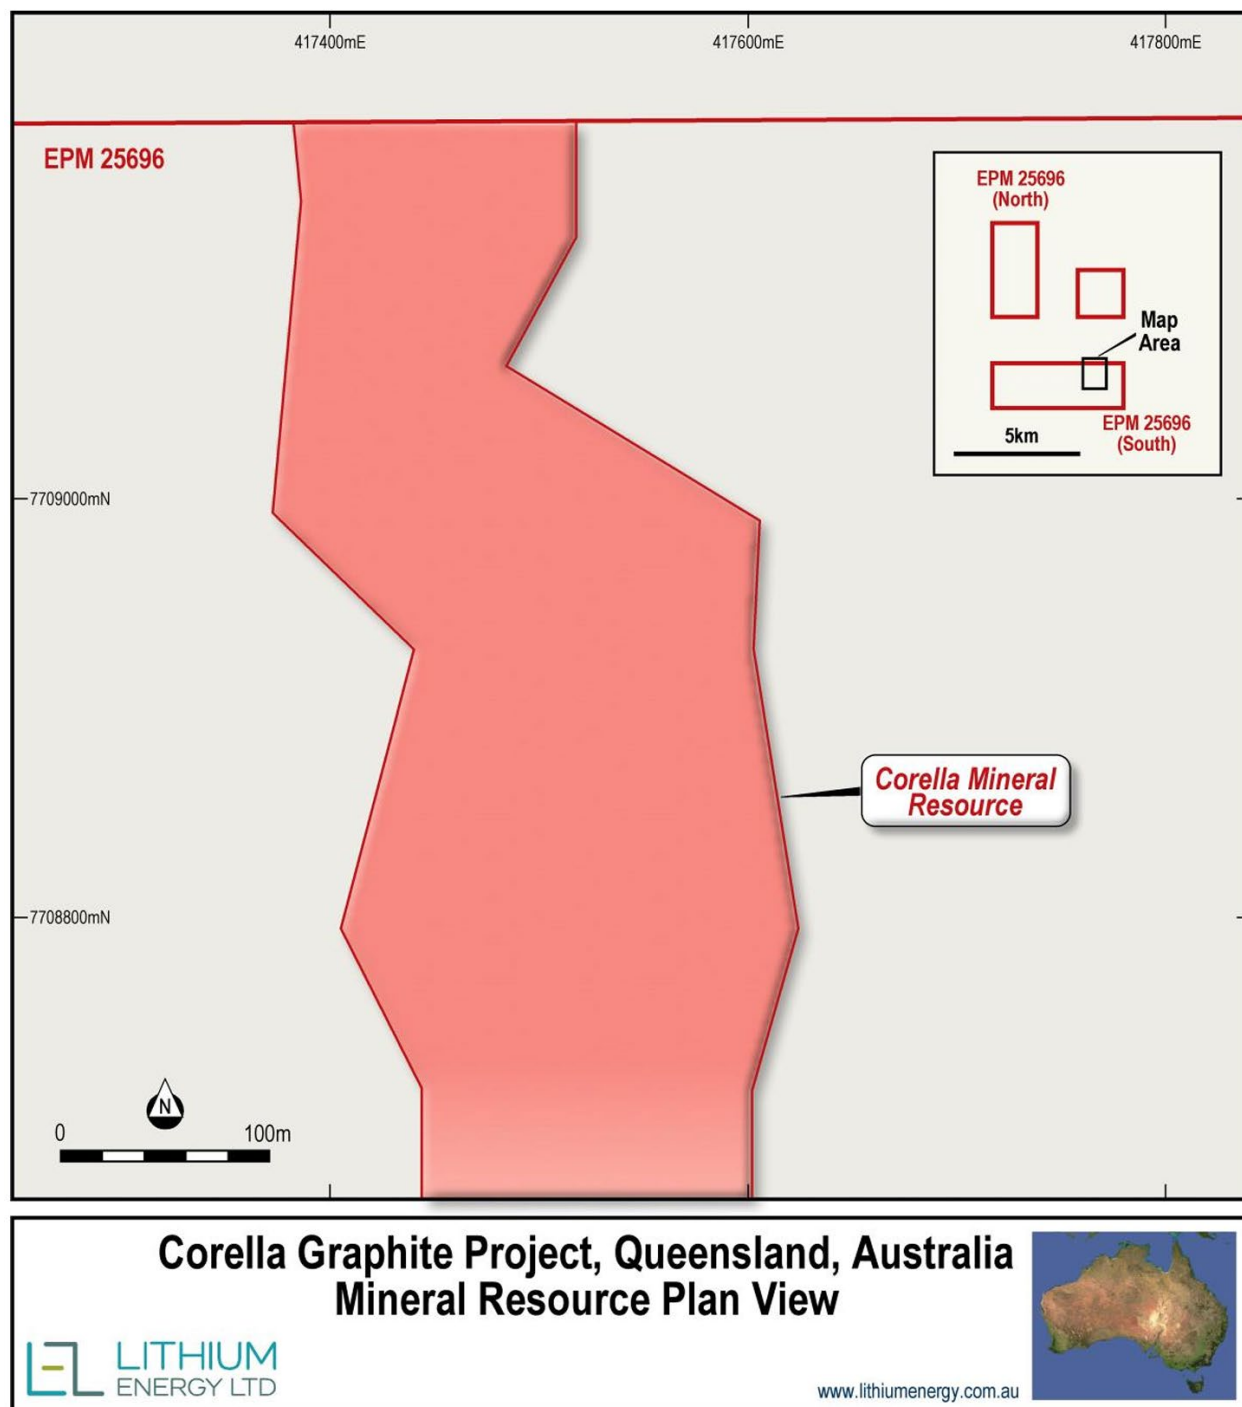 417400mE
417600mE
417800mE
EPM 25696
EPM 25696
(North)
Map
Area
EPM 25696
(South)
5km
7709000mN
Corella Mineral
Resource
7708800mN
N
0 100m
Corella Graphite Project, Queensland, Australia
Mineral Resource Plan View
LITHIUM
ENERGY LTD
www.lithiumenergy.com.au